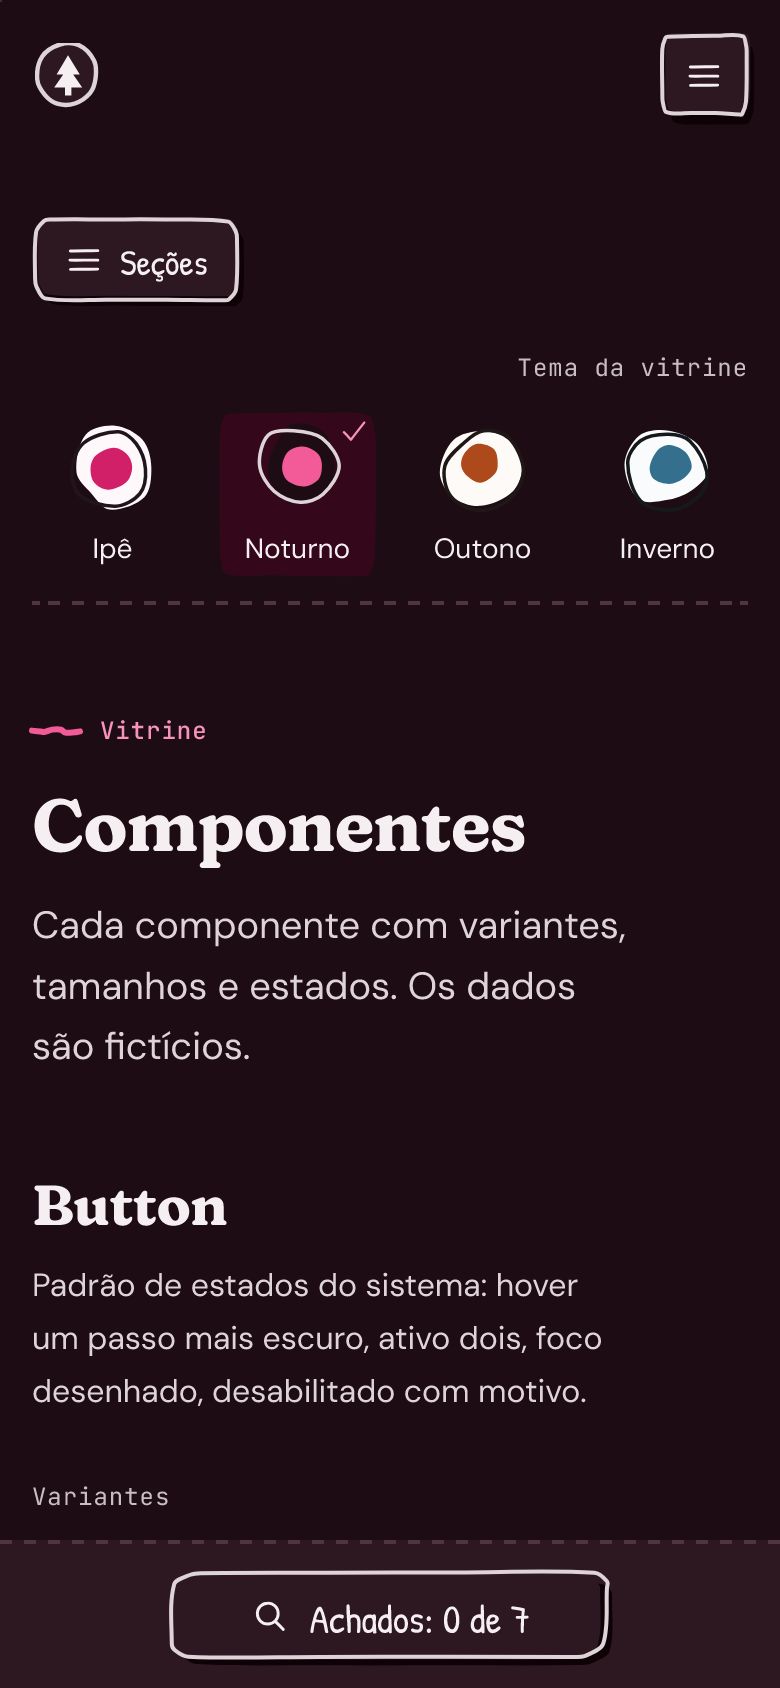 Seções
Tema da vitrine
Ipê
Noturno
Outono
Inverno
Vitrine
Componentes
Cada componente com variantes,
tamanhos e estados. Os dados
são fictícios.
Button
Padrão de estados do sistema: hover
um passo mais escuro, ativo dois, foco
desenhado, desabilitado com motivo.
Variantes
Achados: 0 de 7